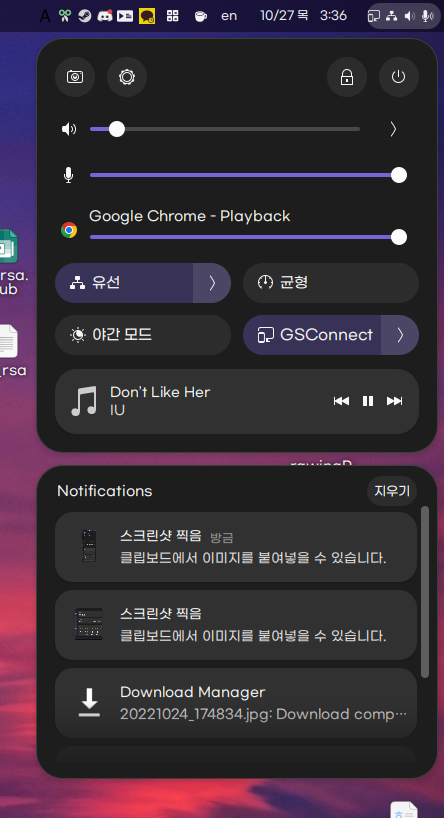 A
en
10/27 목
3:36
Google Chrome - Playback
유선
균형
야간 모드
GSConnect
Don't Like Her
IU
Notifications
지우기
스크린샷 찍음 방금
클립보드에서 이미지를 붙여넣을 수 있습니다.
스크린샷 찍음
클립보드에서 이미지를 붙여넣을 수 있습니다.
Download Manager
20221024_174834.jpg: Download comp…
rsa.
ub
_rsa